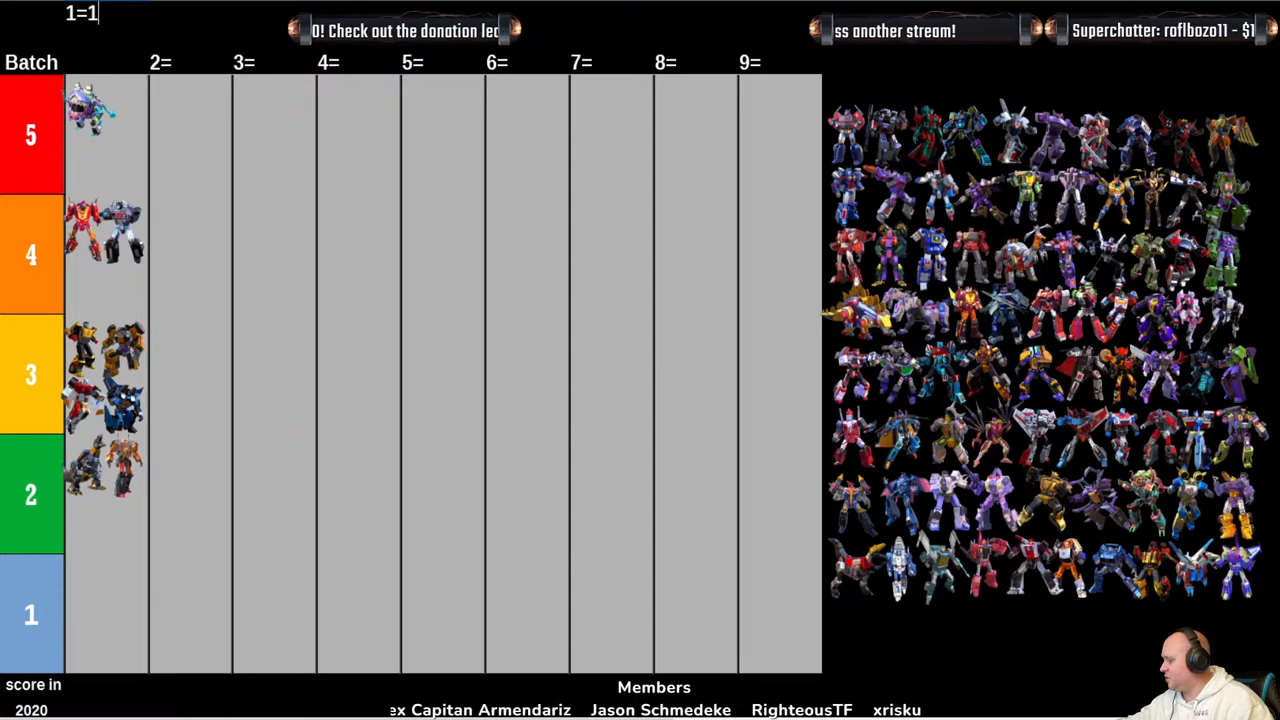 1=1
0! Check out the donation lea
ss another stream!
Superchatter: roflbozo11 - $1
Batch
2=
3=
4=
5=
6=
7=
8=
9=
5
4
3
2
1
score in
2020
Members
ex Capitan Armendariz
Jason Schmedeke
RighteousTF
xrisku